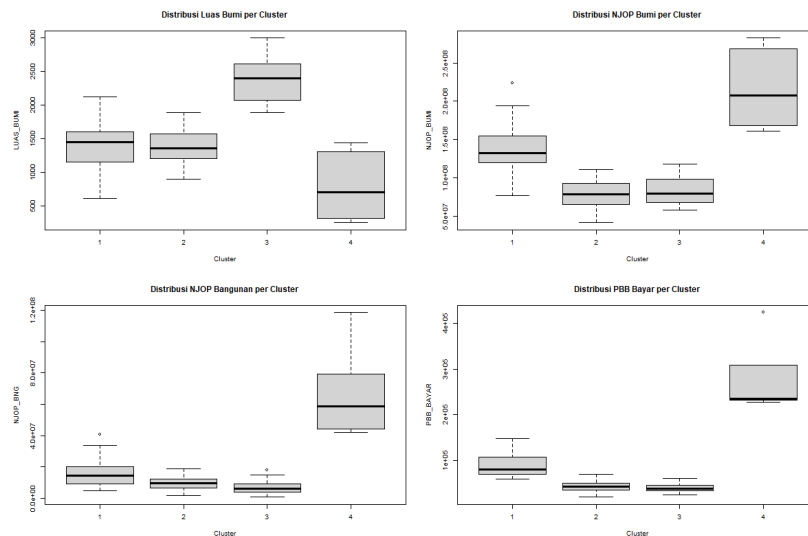 Distribusi Luas Bumi per Cluster
LUAS_BUMI
3000
2500
2000
1500
1000
500
1 2 3 4
Cluster
Distribusi NJOP Bumi per Cluster
NJOP_BUMI
2.5e+08
2.0e+08
1.5e+08
1.0e+08
5.0e+07
1 2 3 4
Cluster
Distribusi NJOP Bangunan per Cluster
NJOP_BNG
1.2e+08
8.0e+07
4.0e+07
0.0e+00
1 2 3 4
Cluster
Distribusi PBB Bayar per Cluster
PBB_BAYAR
4e+05
3e+05
2e+05
1e+05
1 2 3 4
Cluster